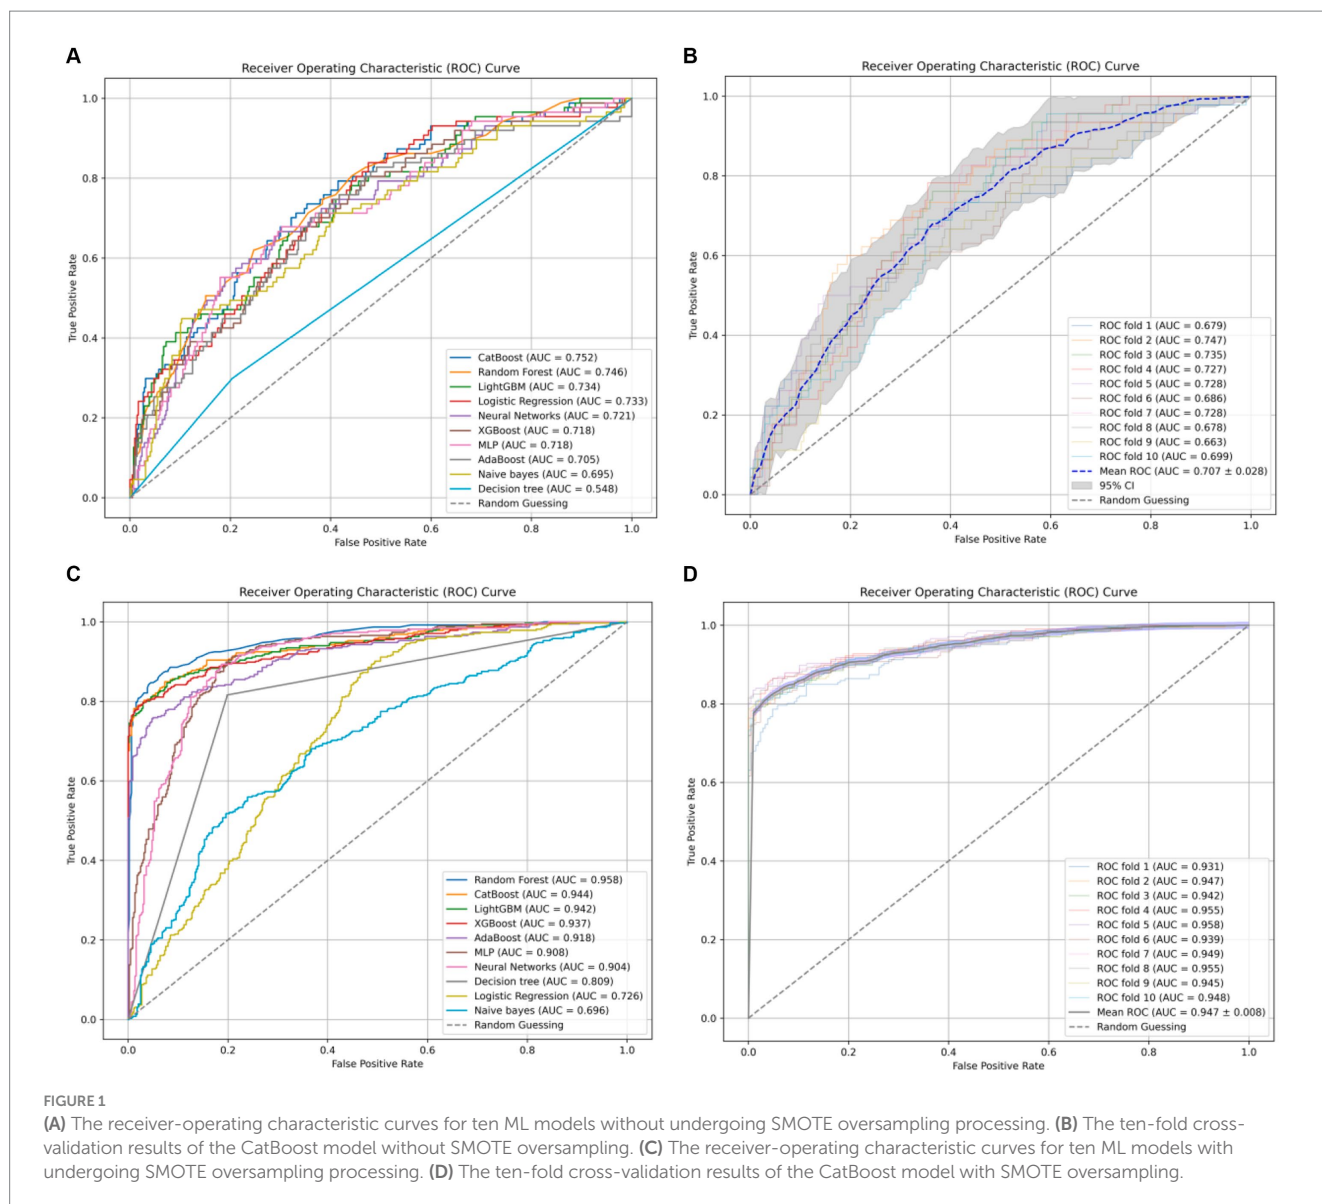 A
Receiver Operating Characteristic (ROC) Curve
True Positive Rate
1.0
0.8
0.6
0.4
0.2
0.0
0.0
0.2
0.4
0.6
0.8
1.0
False Positive Rate
CatBoost (AUC = 0.752)
Random Forest (AUC = 0.746)
LightGBM (AUC = 0.734)
Logistic Regression (AUC = 0.733)
Neural Networks (AUC = 0.721)
XGBoost (AUC = 0.718)
MLP (AUC = 0.718)
AdaBoost (AUC = 0.705)
Naive bayes (AUC = 0.695)
Decision tree (AUC = 0.548)
Random Guessing
B
Receiver Operating Characteristic (ROC) Curve
True Positive Rate
1.0
0.8
0.6
0.4
0.2
0.0
0.0
0.2
0.4
0.6
0.8
1.0
False Positive Rate
ROC fold 1 (AUC = 0.679)
ROC fold 2 (AUC = 0.747)
ROC fold 3 (AUC = 0.735)
ROC fold 4 (AUC = 0.727)
ROC fold 5 (AUC = 0.728)
ROC fold 6 (AUC = 0.686)
ROC fold 7 (AUC = 0.728)
ROC fold 8 (AUC = 0.678)
ROC fold 9 (AUC = 0.663)
ROC fold 10 (AUC = 0.699)
Mean ROC (AUC = 0.707 ± 0.028)
95% CI
Random Guessing
C
Receiver Operating Characteristic (ROC) Curve
True Positive Rate
1.0
0.8
0.6
0.4
0.2
0.0
0.0
0.2
0.4
0.6
0.8
1.0
False Positive Rate
Random Forest (AUC = 0.958)
CatBoost (AUC = 0.944)
LightGBM (AUC = 0.942)
XGBoost (AUC = 0.937)
AdaBoost (AUC = 0.918)
MLP (AUC = 0.908)
Neural Networks (AUC = 0.904)
Decision tree (AUC = 0.809)
Logistic Regression (AUC = 0.726)
Naive bayes (AUC = 0.696)
Random Guessing
D
Receiver Operating Characteristic (ROC) Curve
True Positive Rate
1.0
0.8
0.6
0.4
0.2
0.0
0.0
0.2
0.4
0.6
0.8
1.0
False Positive Rate
ROC fold 1 (AUC = 0.931)
ROC fold 2 (AUC = 0.947)
ROC fold 3 (AUC = 0.942)
ROC fold 4 (AUC = 0.955)
ROC fold 5 (AUC = 0.958)
ROC fold 6 (AUC = 0.939)
ROC fold 7 (AUC = 0.949)
ROC fold 8 (AUC = 0.955)
ROC fold 9 (AUC = 0.945)
ROC fold 10 (AUC = 0.948)
Mean ROC (AUC = 0.947 ± 0.008)
Random Guessing
FIGURE 1
(A) The receiver-operating characteristic curves for ten ML models without undergoing SMOTE oversampling processing. (B) The ten-fold cross-
validation results of the CatBoost model without SMOTE oversampling. (C) The receiver-operating characteristic curves for ten ML models with
undergoing SMOTE oversampling processing. (D) The ten-fold cross-validation results of the CatBoost model with SMOTE oversampling.